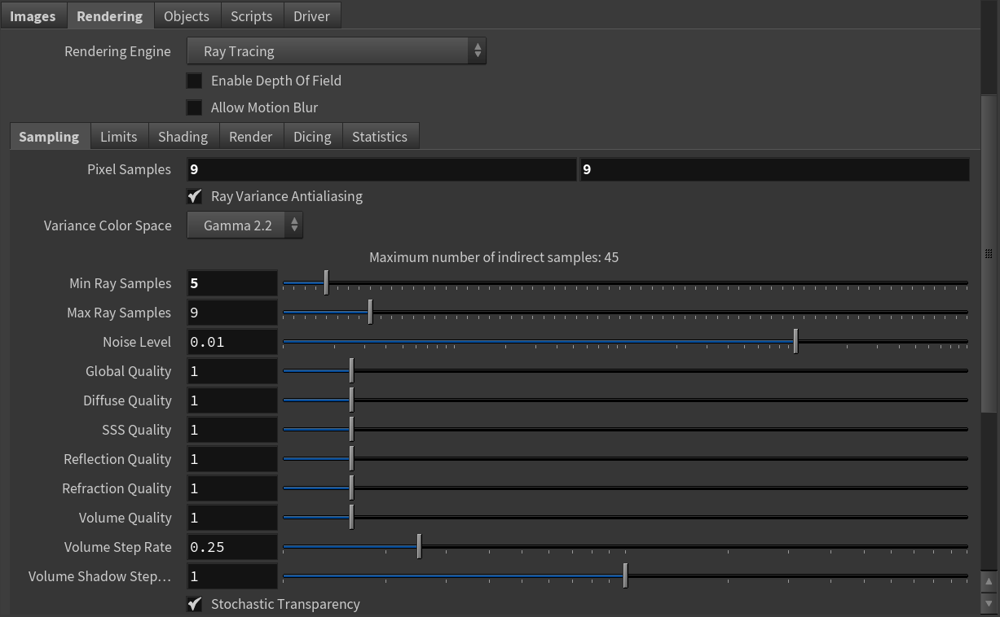 Images Rendering Objects Scripts Driver
Rendering Engine Ray Tracing
Enable Depth Of Field
Allow Motion Blur
Sampling Limits Shading Render Dicing Statistics
Pixel Samples 9 9
Ray Variance Antialiasing
Variance Color Space Gamma 2.2
Maximum number of indirect samples: 45
Min Ray Samples 5
Max Ray Samples 9
Noise Level 0.01
Global Quality 1
Diffuse Quality 1
SSS Quality 1
Reflection Quality 1
Refraction Quality 1
Volume Quality 1
Volume Step Rate 0.25
Volume Shadow Step… 1
Stochastic Transparency